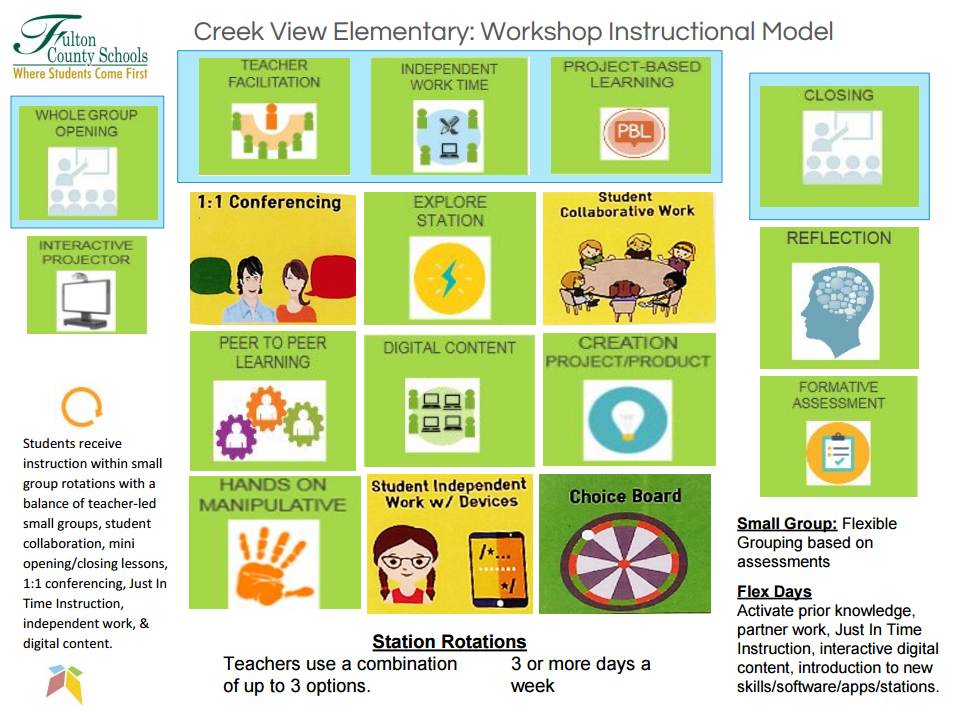 Fulton
County Schools
Where Students Come First
Creek View Elementary: Workshop Instructional Model
WHOLE GROUP
OPENING
TEACHER
FACILITATION
INDEPENDENT
WORK TIME
PROJECT-BASED
LEARNING
PBL
CLOSING
INTERACTIVE
PROJECTOR
1:1 Conferencing
EXPLORE
STATION
Student
Collaborative Work
REFLECTION
PEER TO PEER
LEARNING
DIGITAL CONTENT
CREATION
PROJECT/PRODUCT
FORMATIVE
ASSESSMENT
HANDS ON
MANIPULATIVE
Student Independent
Work w/ Devices
/*...
*/
Choice Board
Students receive
instruction within small
group rotations with a
balance of teacher-led
small groups, student
collaboration, mini
opening/closing lessons,
1:1 conferencing, Just In
Time Instruction,
independent work, &
digital content.
Station Rotations
Teachers use a combination
of up to 3 options.
3 or more days a
week
Small Group: Flexible
Grouping based on
assessments
Flex Days
Activate prior knowledge,
partner work, Just In Time
Instruction, interactive digital
content, introduction to new
skills/software/apps/stations.